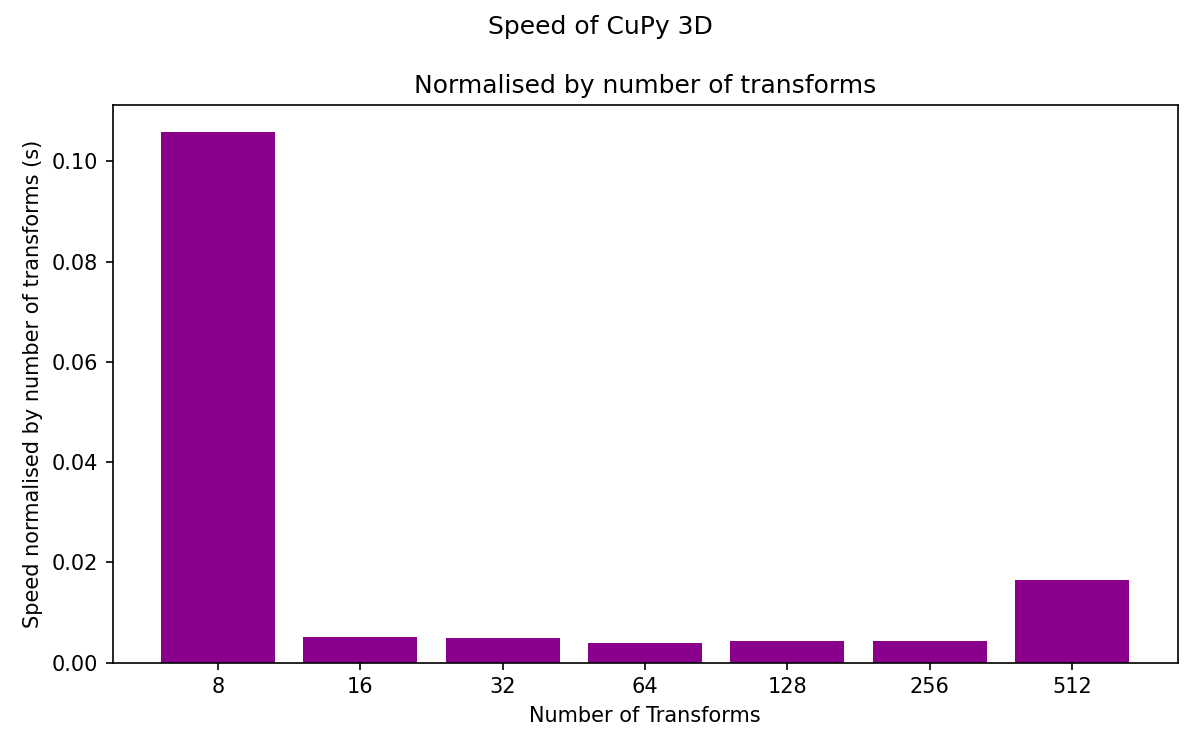 Speed of CuPy 3D
Normalised by number of transforms
Speed normalised by number of transforms (s)
0.10
0.08
0.06
0.04
0.02
0.00
8 16 32 64 128 256 512
Number of Transforms